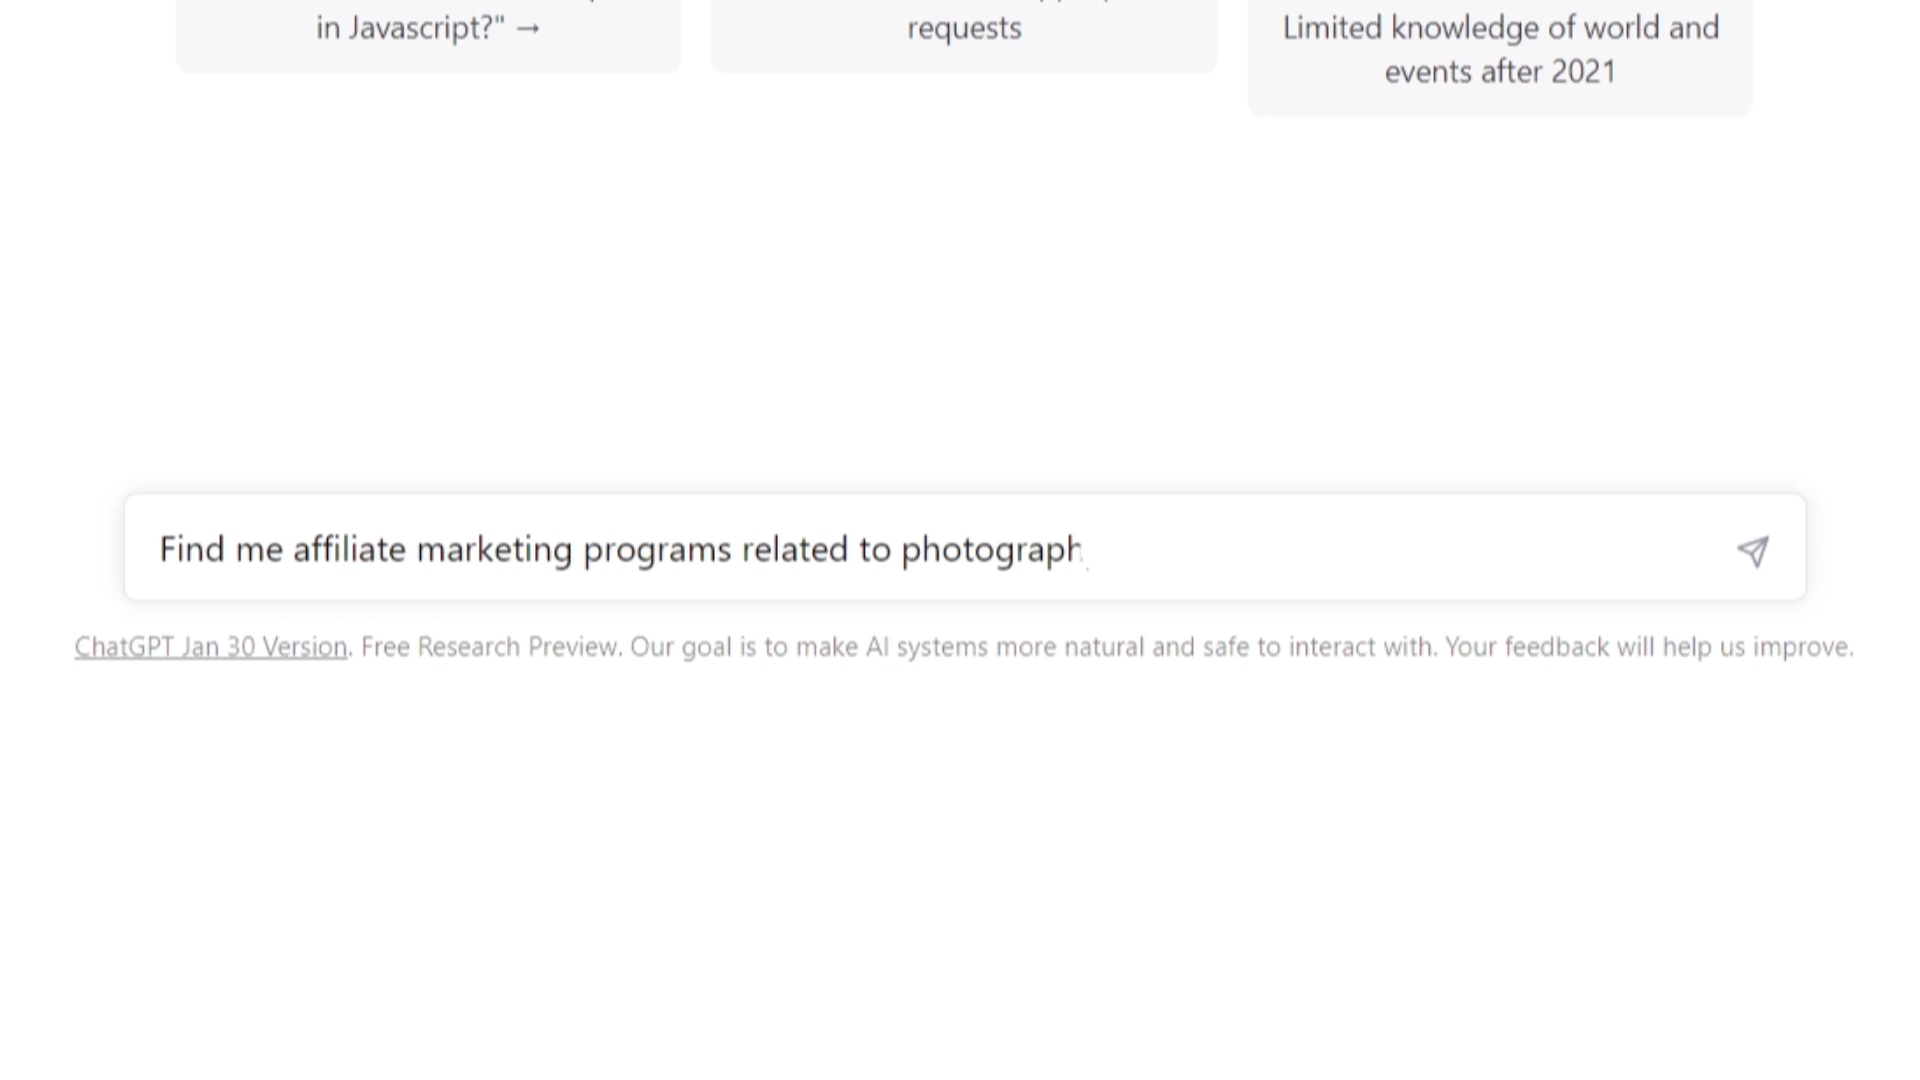 in Javascript?" →
requests
Limited knowledge of world and
events after 2021
Find me affiliate marketing programs related to photograph
ChatGPT Jan 30 Version. Free Research Preview. Our goal is to make AI systems more natural and safe to interact with. Your feedback will help us improve.